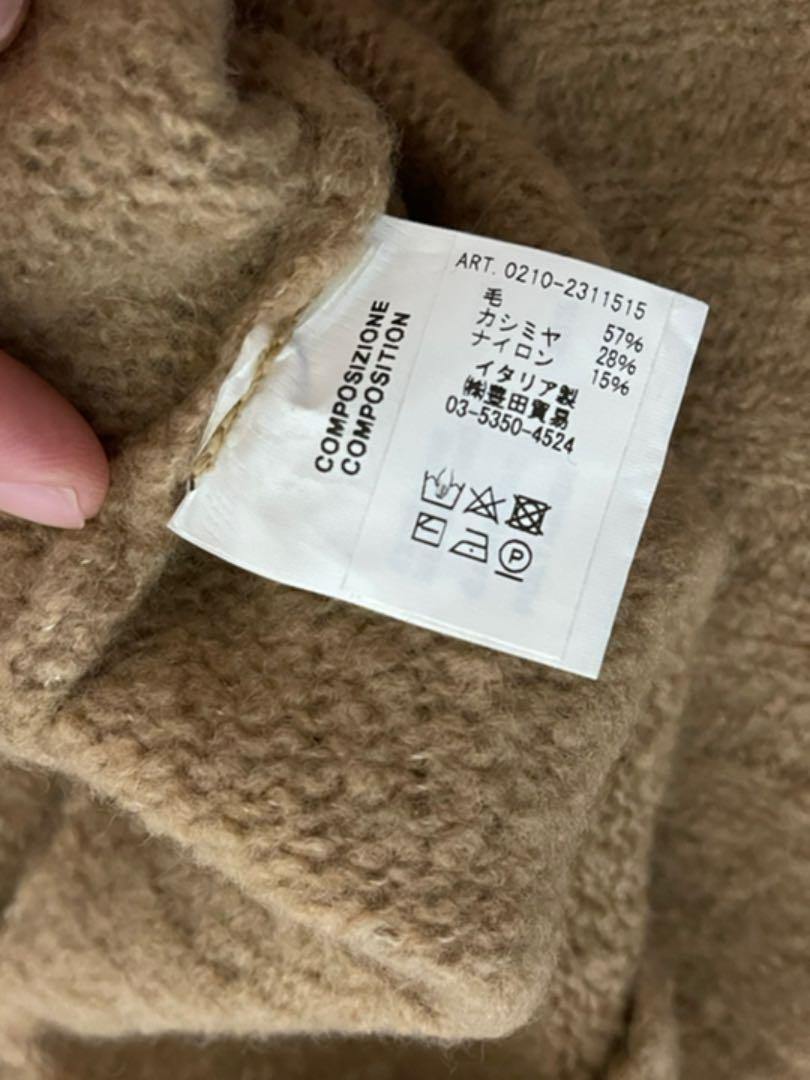 COMPOSIZIONE
COMPOSITION
ART. 0210-2311515
毛 57%
カシミヤ 28%
ナイロン 15%
イタリア製
㈱豊田貿易
03-5350-4524
P